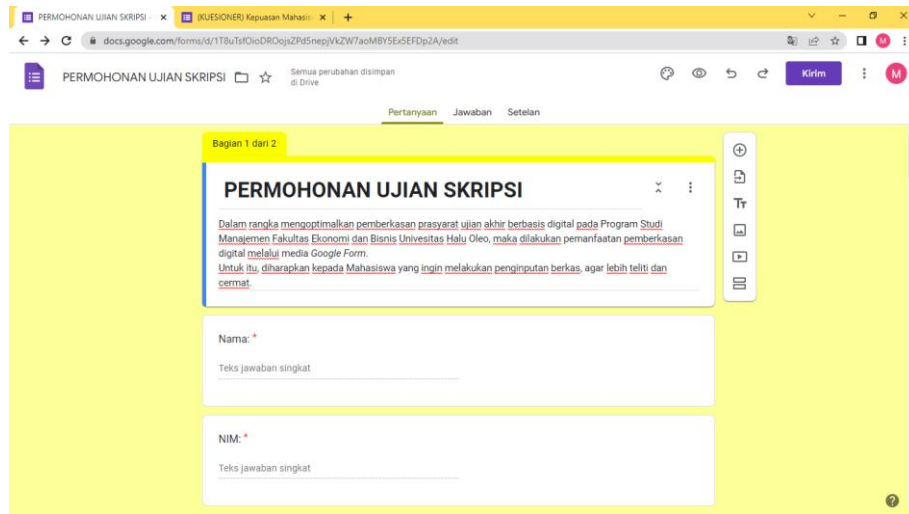 PERMOHONAN UJIAN SKRIPSI -
(KUESIONER) Kepuasan Mahasis
docs.google.com/forms/d/1T8uTsfOioDROojsZPd5nepjVkZW7aoM8Y5Ex5EFDp2A/edit
PERMOHONAN UJIAN SKRIPSI
Semua perubahan disimpan
di Drive
Kirim
M
M
Pertanyaan Jawaban Setelan
Bagian 1 dari 2
PERMOHONAN UJIAN SKRIPSI
Dalam rangka mengoptimalkan pemberkasan prasyarat ujian akhir berbasis digital pada Program Studi
Manajemen Fakultas Ekonomi dan Bisnis Univesitas Halu Oleo, maka dilakukan pemanfaatan pemberkasan
digital melalui media Google Form.
Untuk itu, diharapkan kepada Mahasiswa yang ingin melakukan penginputan berkas, agar lebih teliti dan
cermat.
Tт
Nama: *
Teks jawaban singkat
NIM: *
Teks jawaban singkat